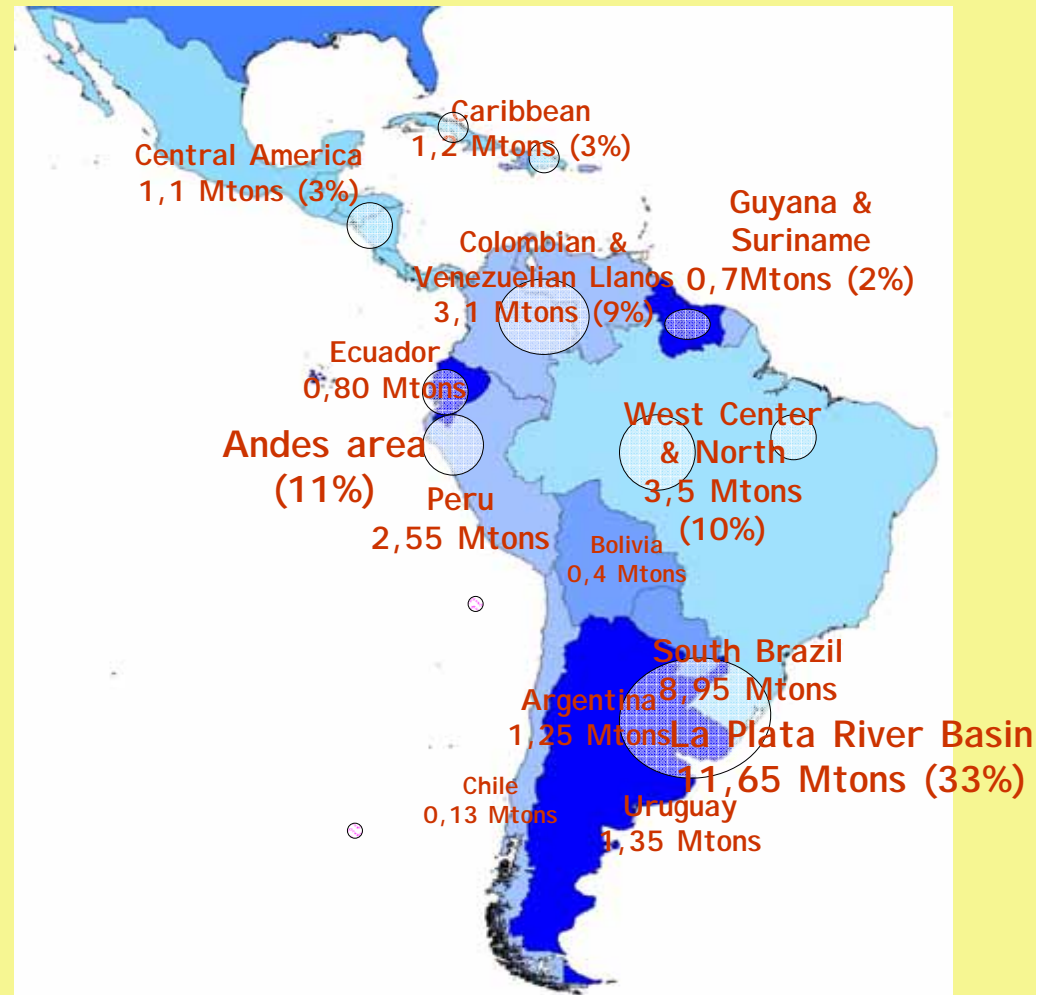 Caribbean
1,2 Mtons (3%)
Central America
1,1 Mtons (3%)
Guyana &
Suriname
0,7Mtons (2%)
Colombian &
Venezuelian Llanos
3,1 Mtons (9%)
Ecuador
0,80 Mtons
Andes area
(11%)
Peru
2,55 Mtons
West Center
& North
3,5 Mtons
(10%)
Bolivia
0,4 Mtons
South Brazil
8,95 Mtons
Argentina
1,25 Mtons
La Plata River Basin
11,65 Mtons (33%)
Chile
0,13 Mtons
Uruguay
1,35 Mtons